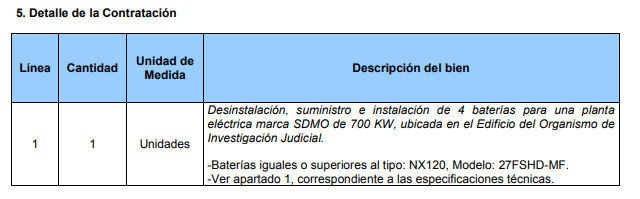 5. Detalle de la Contratación
Línea
Cantidad
Unidad de
Medida
Descripción del bien
1
1
Unidades
Desinstalación, suministro e instalación de 4 baterías para una planta
eléctrica marca SDMO de 700 KW, ubicada en el Edificio del Organismo de
Investigación Judicial.
-Baterías iguales o superiores al tipo: NX120, Modelo: 27FSHD-MF.
-Ver apartado 1, correspondiente a las especificaciones técnicas.